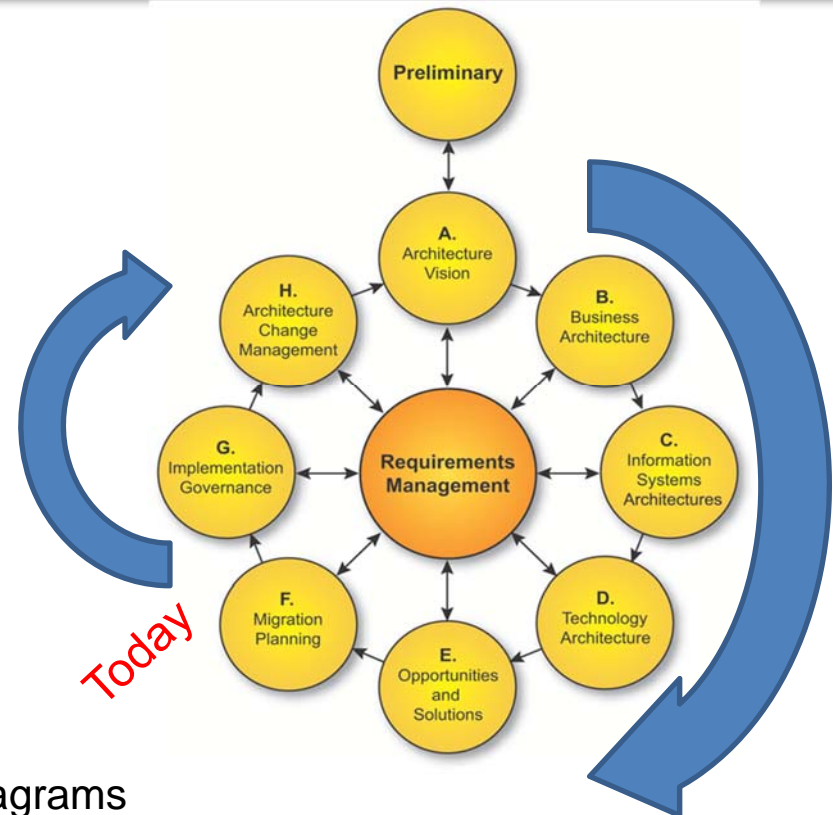 Preliminary
A.
Architecture
Vision
B.
Business
Architecture
C.
Information
Systems
Architectures
D.
Technology
Architecture
E.
Opportunities
and
Solutions
F.
Migration
Planning
G.
Implementation
Governance
H.
Architecture
Change
Management
Requirements
Management
Today
agrams